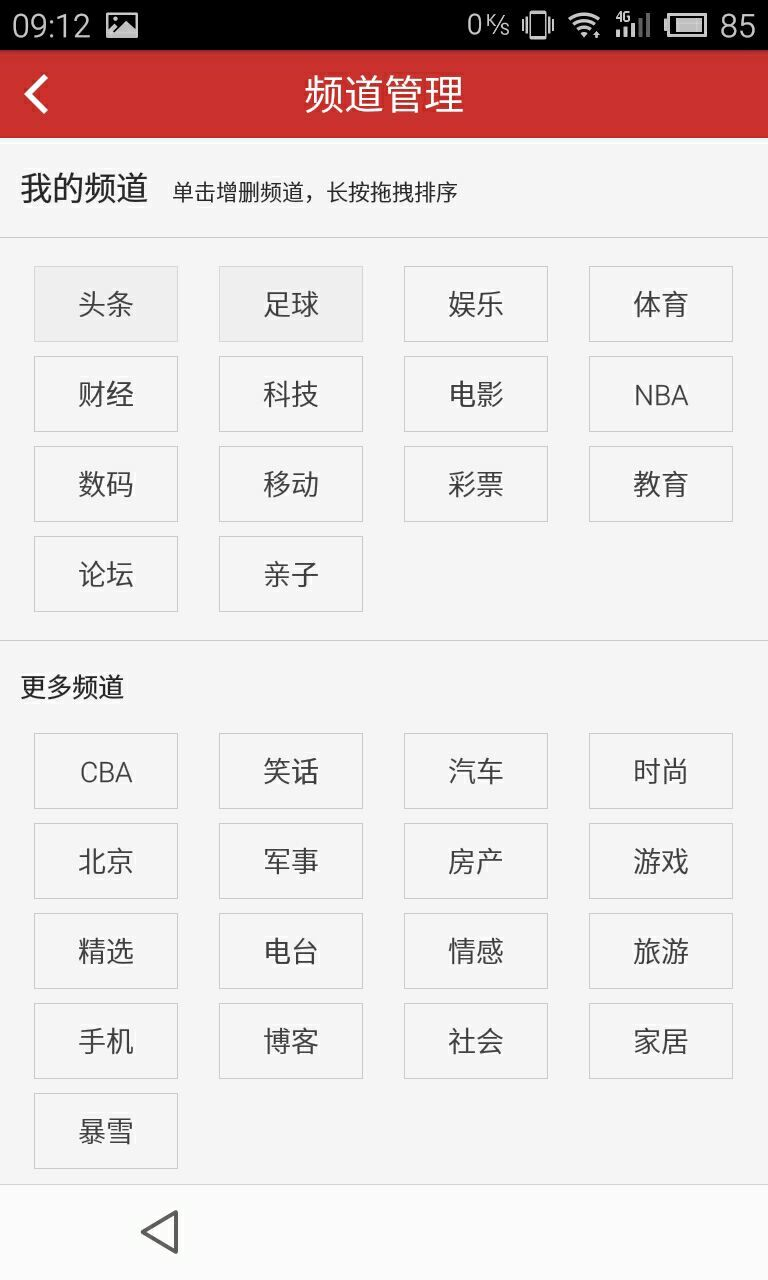 09:12 0 K/S 4G 85
频道管理
我的频道 单击增删频道，长按拖拽排序
头条 足球 娱乐 体育
财经 科技 电影 NBA
数码 移动 彩票 教育
论坛 亲子
更多频道
CBA 笑话 汽车 时尚
北京 军事 房产 游戏
精选 电台 情感 旅游
手机 博客 社会 家居
暴雪